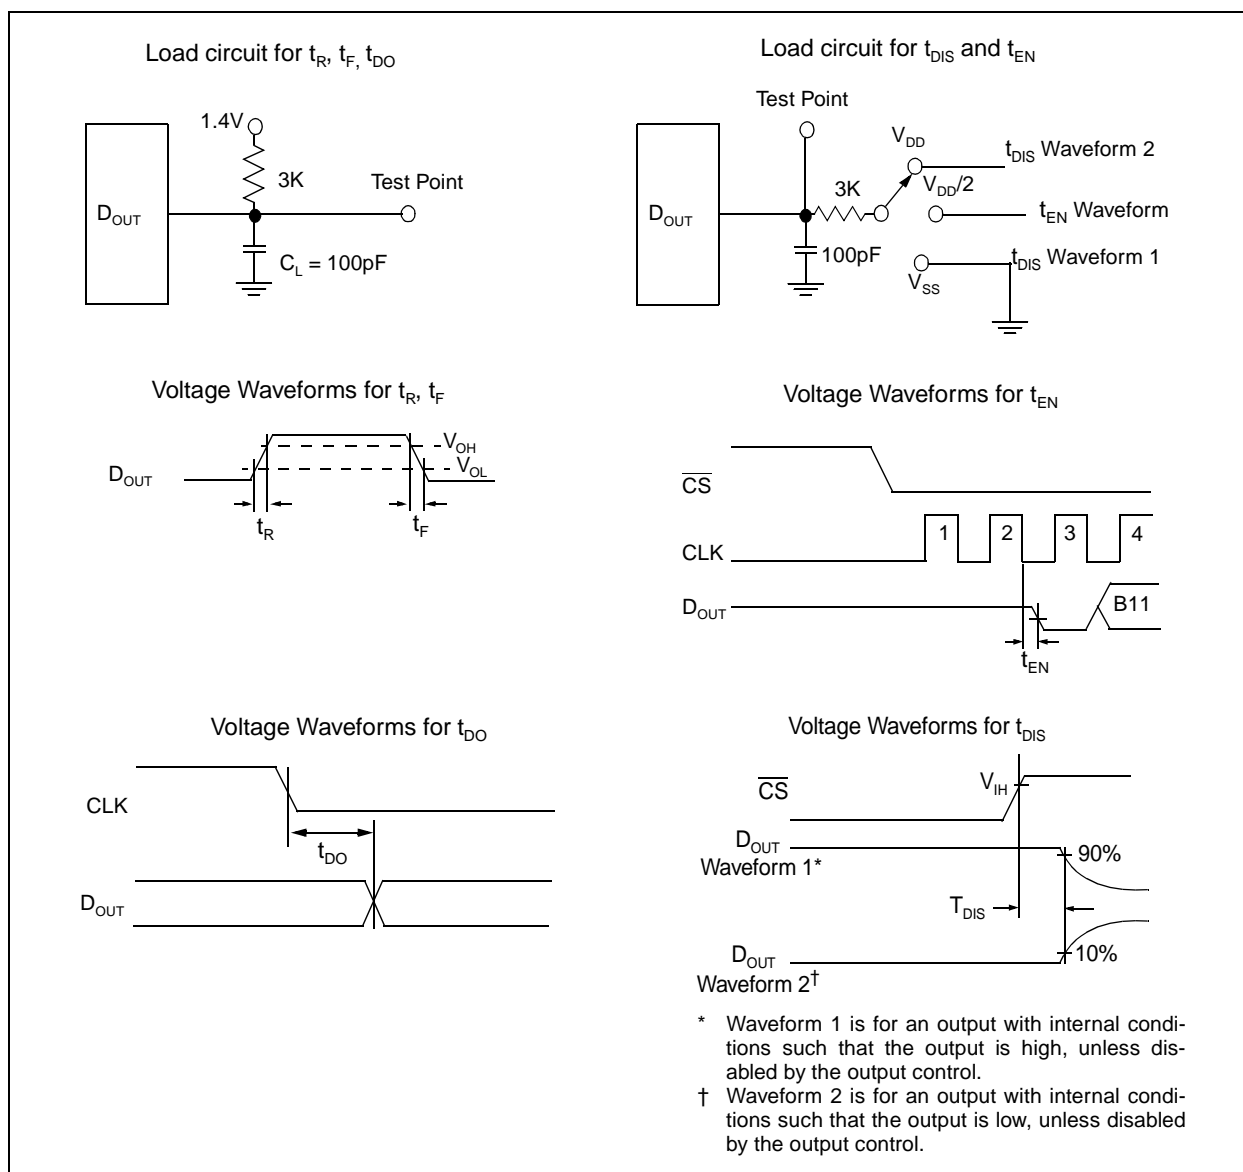 Load circuit for tR, tF, tDO
1.4V
3K
Test Point
DOUT
CL = 100pF
Load circuit for tDIS and tEN
Test Point
VDD
tDIS Waveform 2
3K
VDD/2
DOUT
tEN Waveform
100pF
tDIS Waveform 1
VSS
Voltage Waveforms for tR, tF
VOH
VOL
DOUT
tR
tF
Voltage Waveforms for tEN
CS
1 2 3 4
CLK
DOUT
B11
tEN
Voltage Waveforms for tDO
CLK
tDO
DOUT
Voltage Waveforms for tDIS
VIH
CS
DOUT
Waveform 1*
90%
TDIS
DOUT
10%
Waveform 2†
* Waveform 1 is for an output with internal condi-
tions such that the output is high, unless dis-
abled by the output control.
† Waveform 2 is for an output with internal condi-
tions such that the output is low, unless disabled
by the output control.